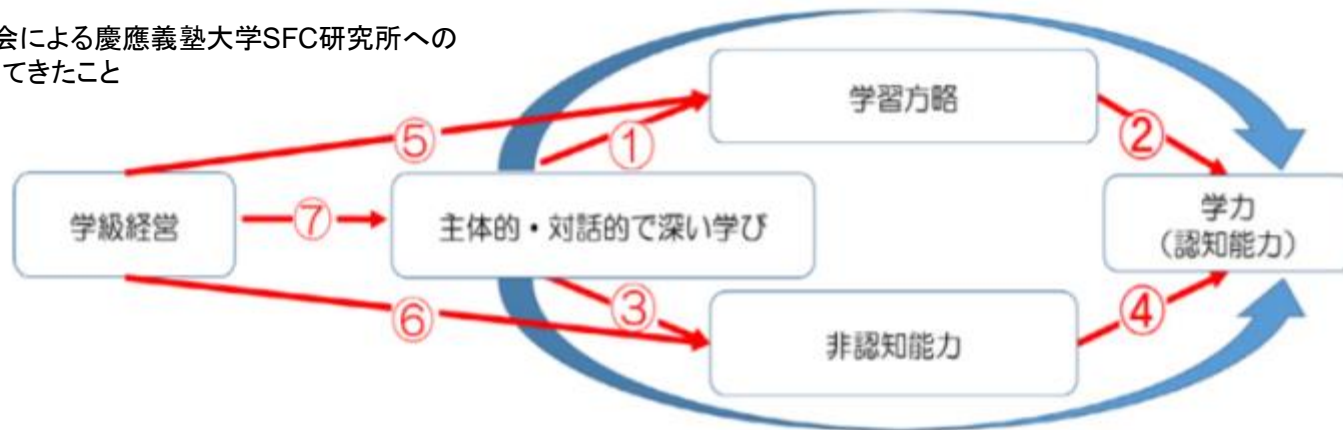 会による慶應義塾大学SFC研究所への
てきたこと
学習方略
⑤
①
②
学級経営
⑦
主体的・対話的で深い学び
学力
（認知能力）
⑥
③
④
非認知能力